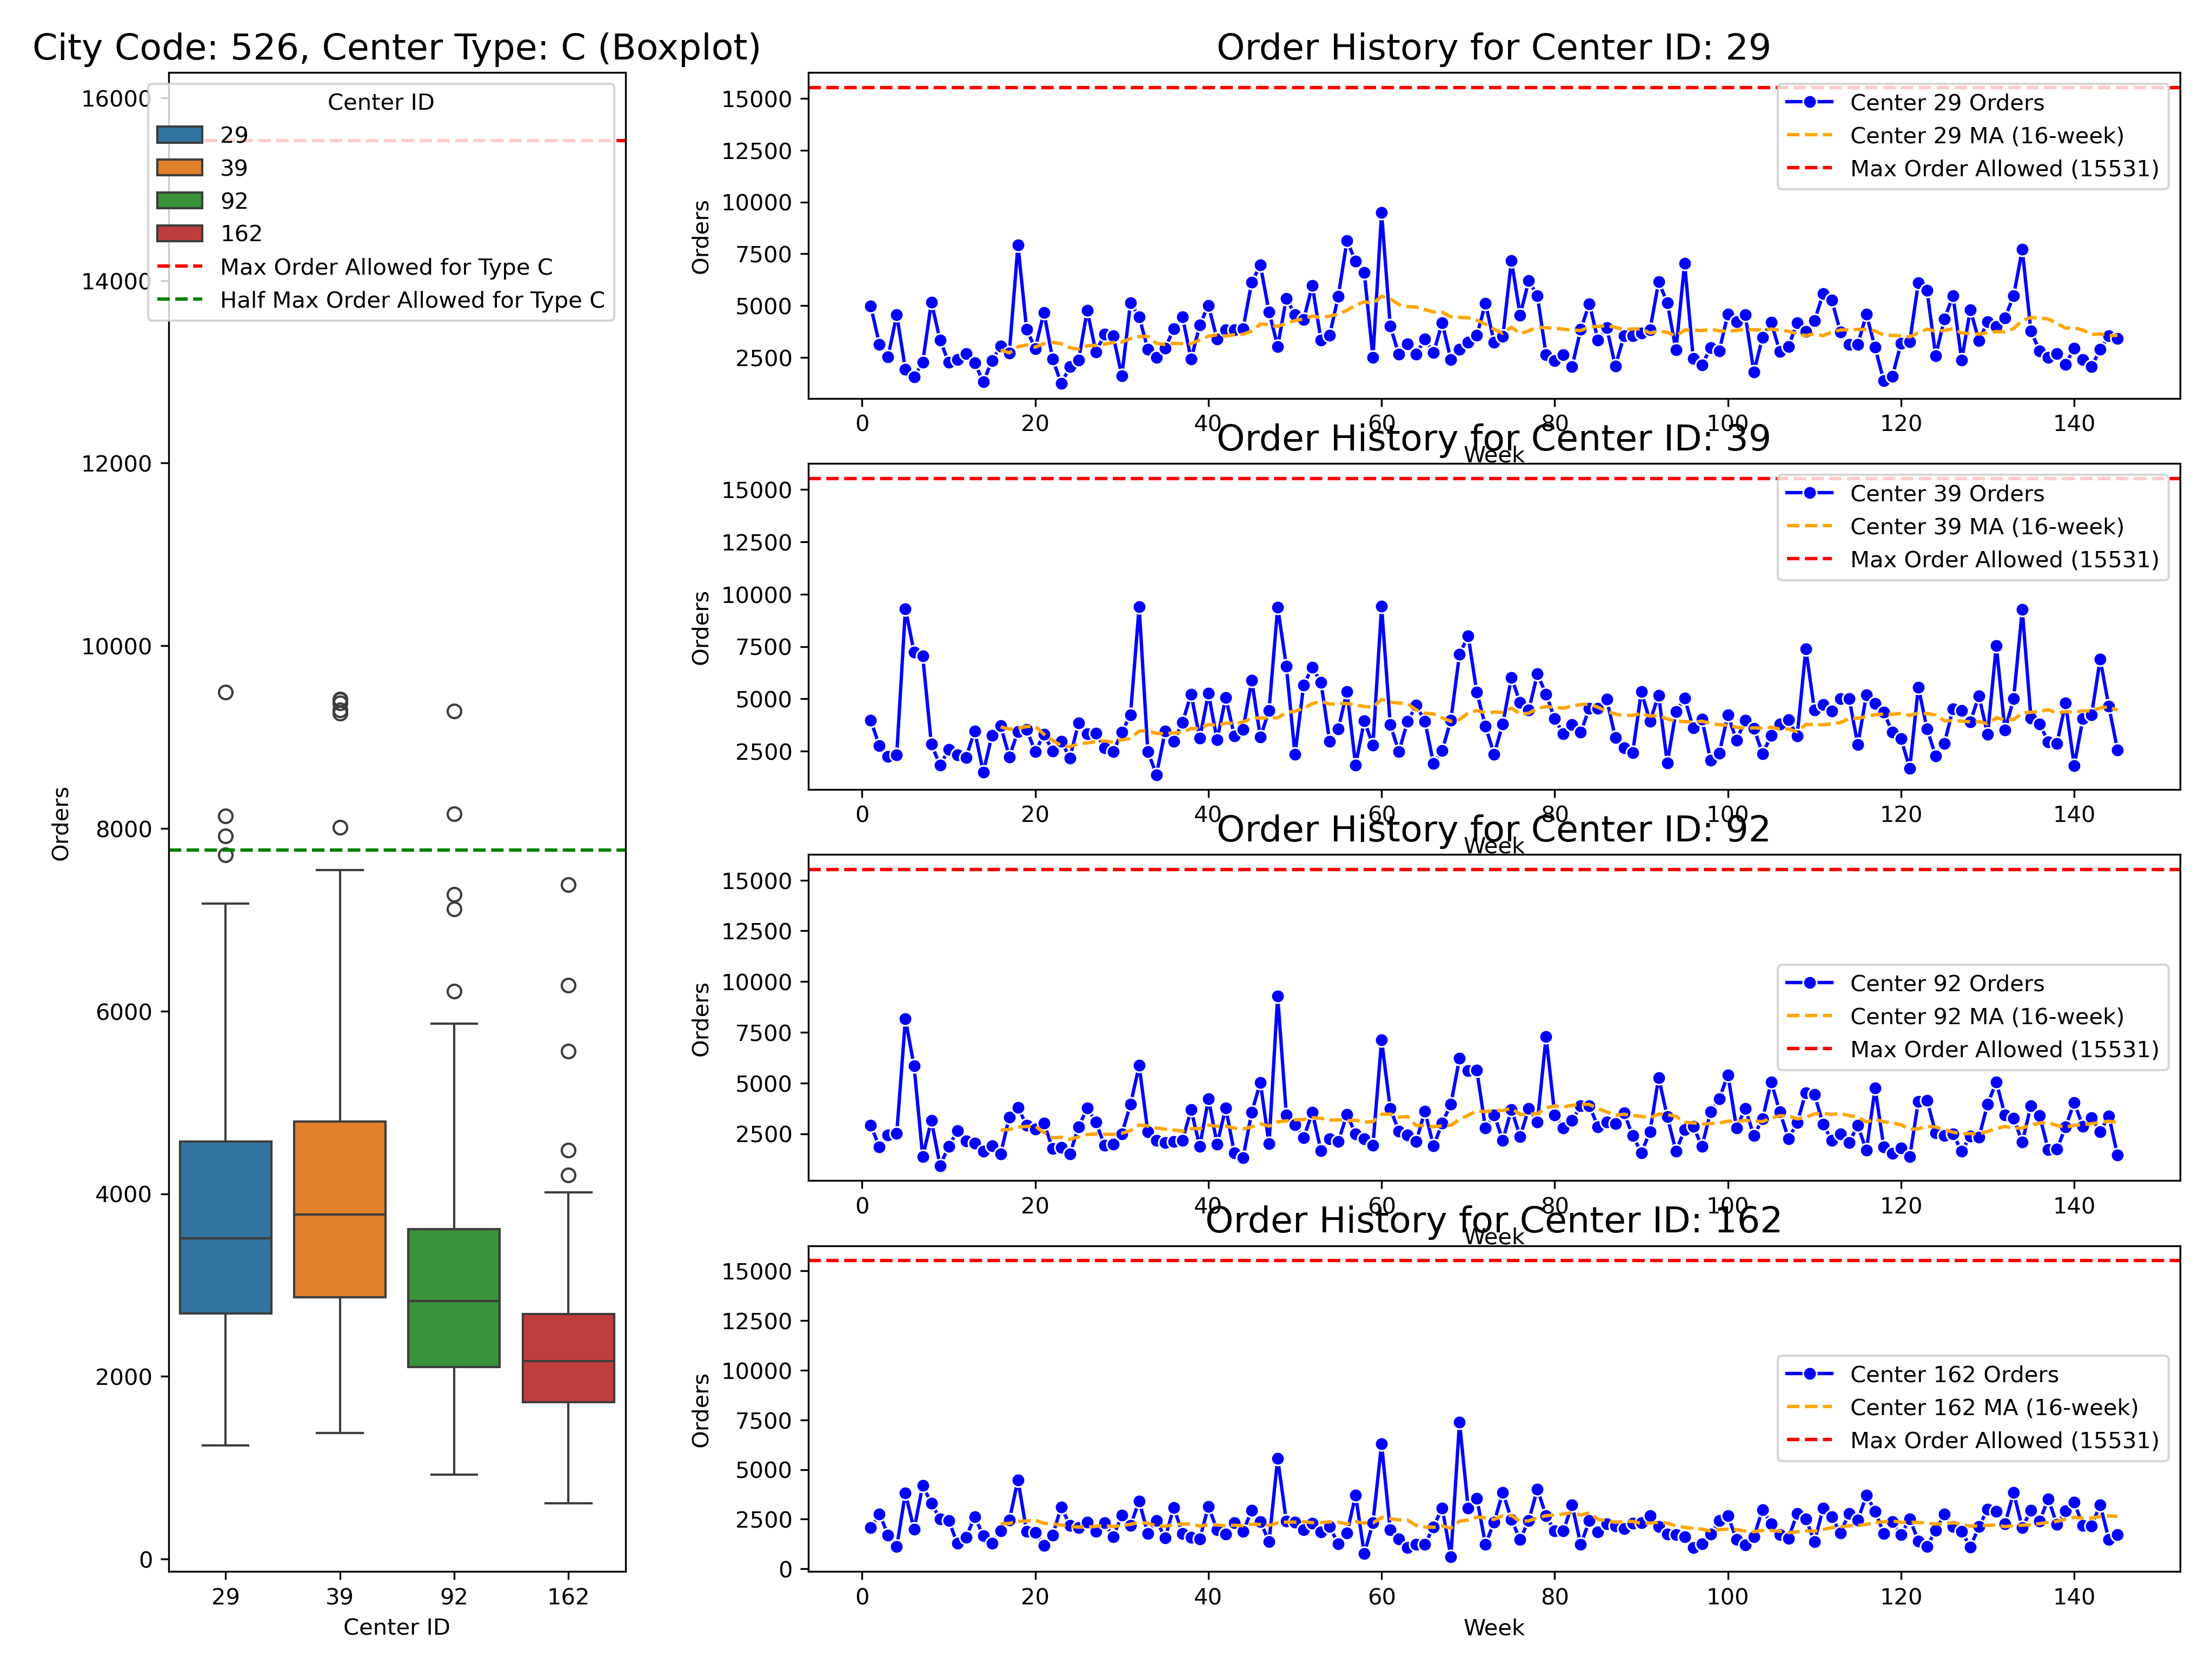 City Code: 526, Center Type: C (Boxplot)
Center ID
29
39
92
162
Max Order Allowed for Type C
Half Max Order Allowed for Type C
16000
14000
12000
10000
8000
6000
4000
2000
0
Orders
29 39 92 162
Center ID
Order History for Center ID: 29
Center 29 Orders
Center 29 MA (16-week)
Max Order Allowed (15531)
15000
12500
10000
7500
5000
2500
Orders
0 20 40 60 80 100 120 140
Week
Order History for Center ID: 39
Center 39 Orders
Center 39 MA (16-week)
Max Order Allowed (15531)
15000
12500
10000
7500
5000
2500
Orders
0 20 40 60 80 100 120 140
Week
Order History for Center ID: 92
Center 92 Orders
Center 92 MA (16-week)
Max Order Allowed (15531)
15000
12500
10000
7500
5000
2500
Orders
0 20 40 60 80 100 120 140
Week
Order History for Center ID: 162
Center 162 Orders
Center 162 MA (16-week)
Max Order Allowed (15531)
15000
12500
10000
7500
5000
2500
0
Orders
0 20 40 60 80 100 120 140
Week